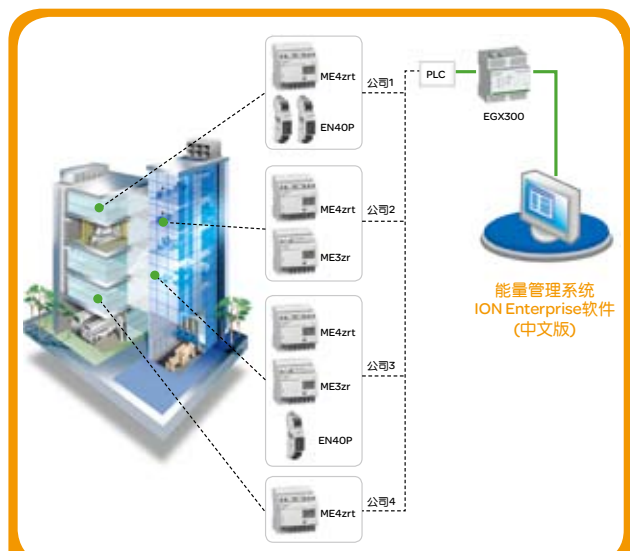 ME4zrt
EN40P
公司1
PLC
EGX300
ME4zrt
ME3zr
公司2
能量管理系统
ION Enterprise软件
(中文版)
ME4zrt
ME3zr
EN40P
公司3
ME4zrt
公司4